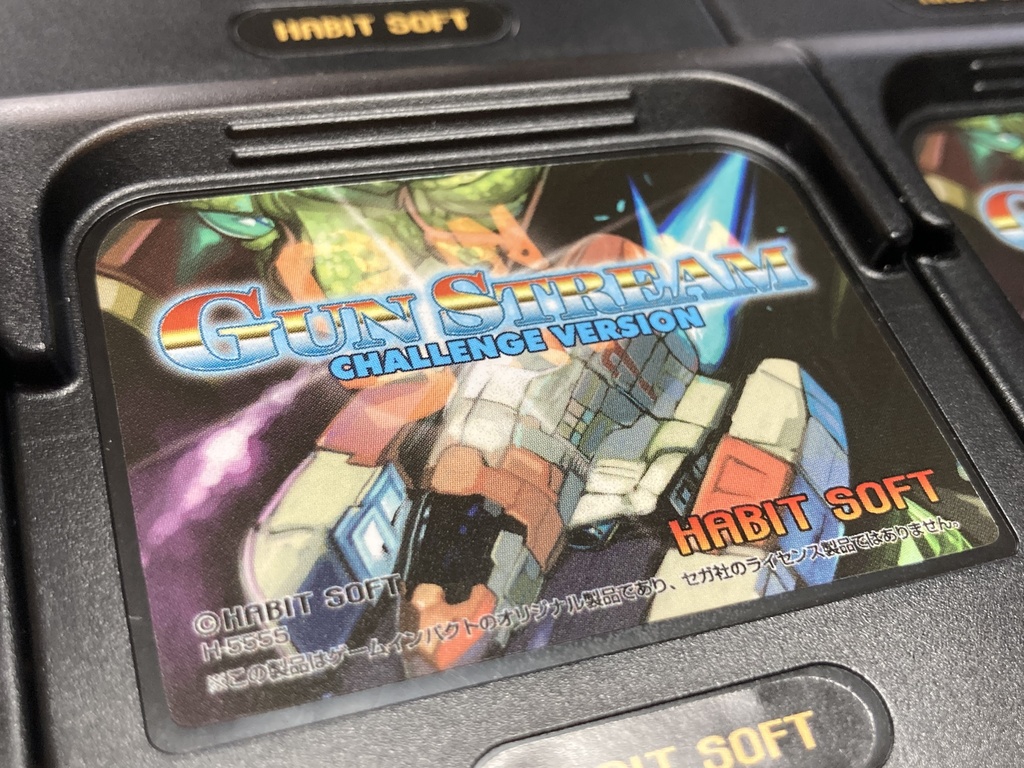 HABIT SOFT
GUN STREAM
CHALLENGE VERSION
HABIT SOFT
©HABIT SOFT
H-5555
※この製品はゲームインパクトのオリジナル製品であり、セガ社のライセンス製品ではありません。
BIT SOFT